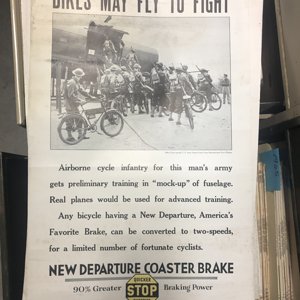 BIKES MAY FLY TO FIGHT
Airborne cycle infantry for this man's army
gets preliminary training in "mock-up" of fuselage.
Real planes would be used for advanced training.
Any bicycle having a New Departure, America's
Favorite Brake, can be converted to two-speeds,
for a limited number of fortunate cyclists.
NEW DEPARTURE COASTER BRAKE
90% Greater QUICKER STOP Braking Power